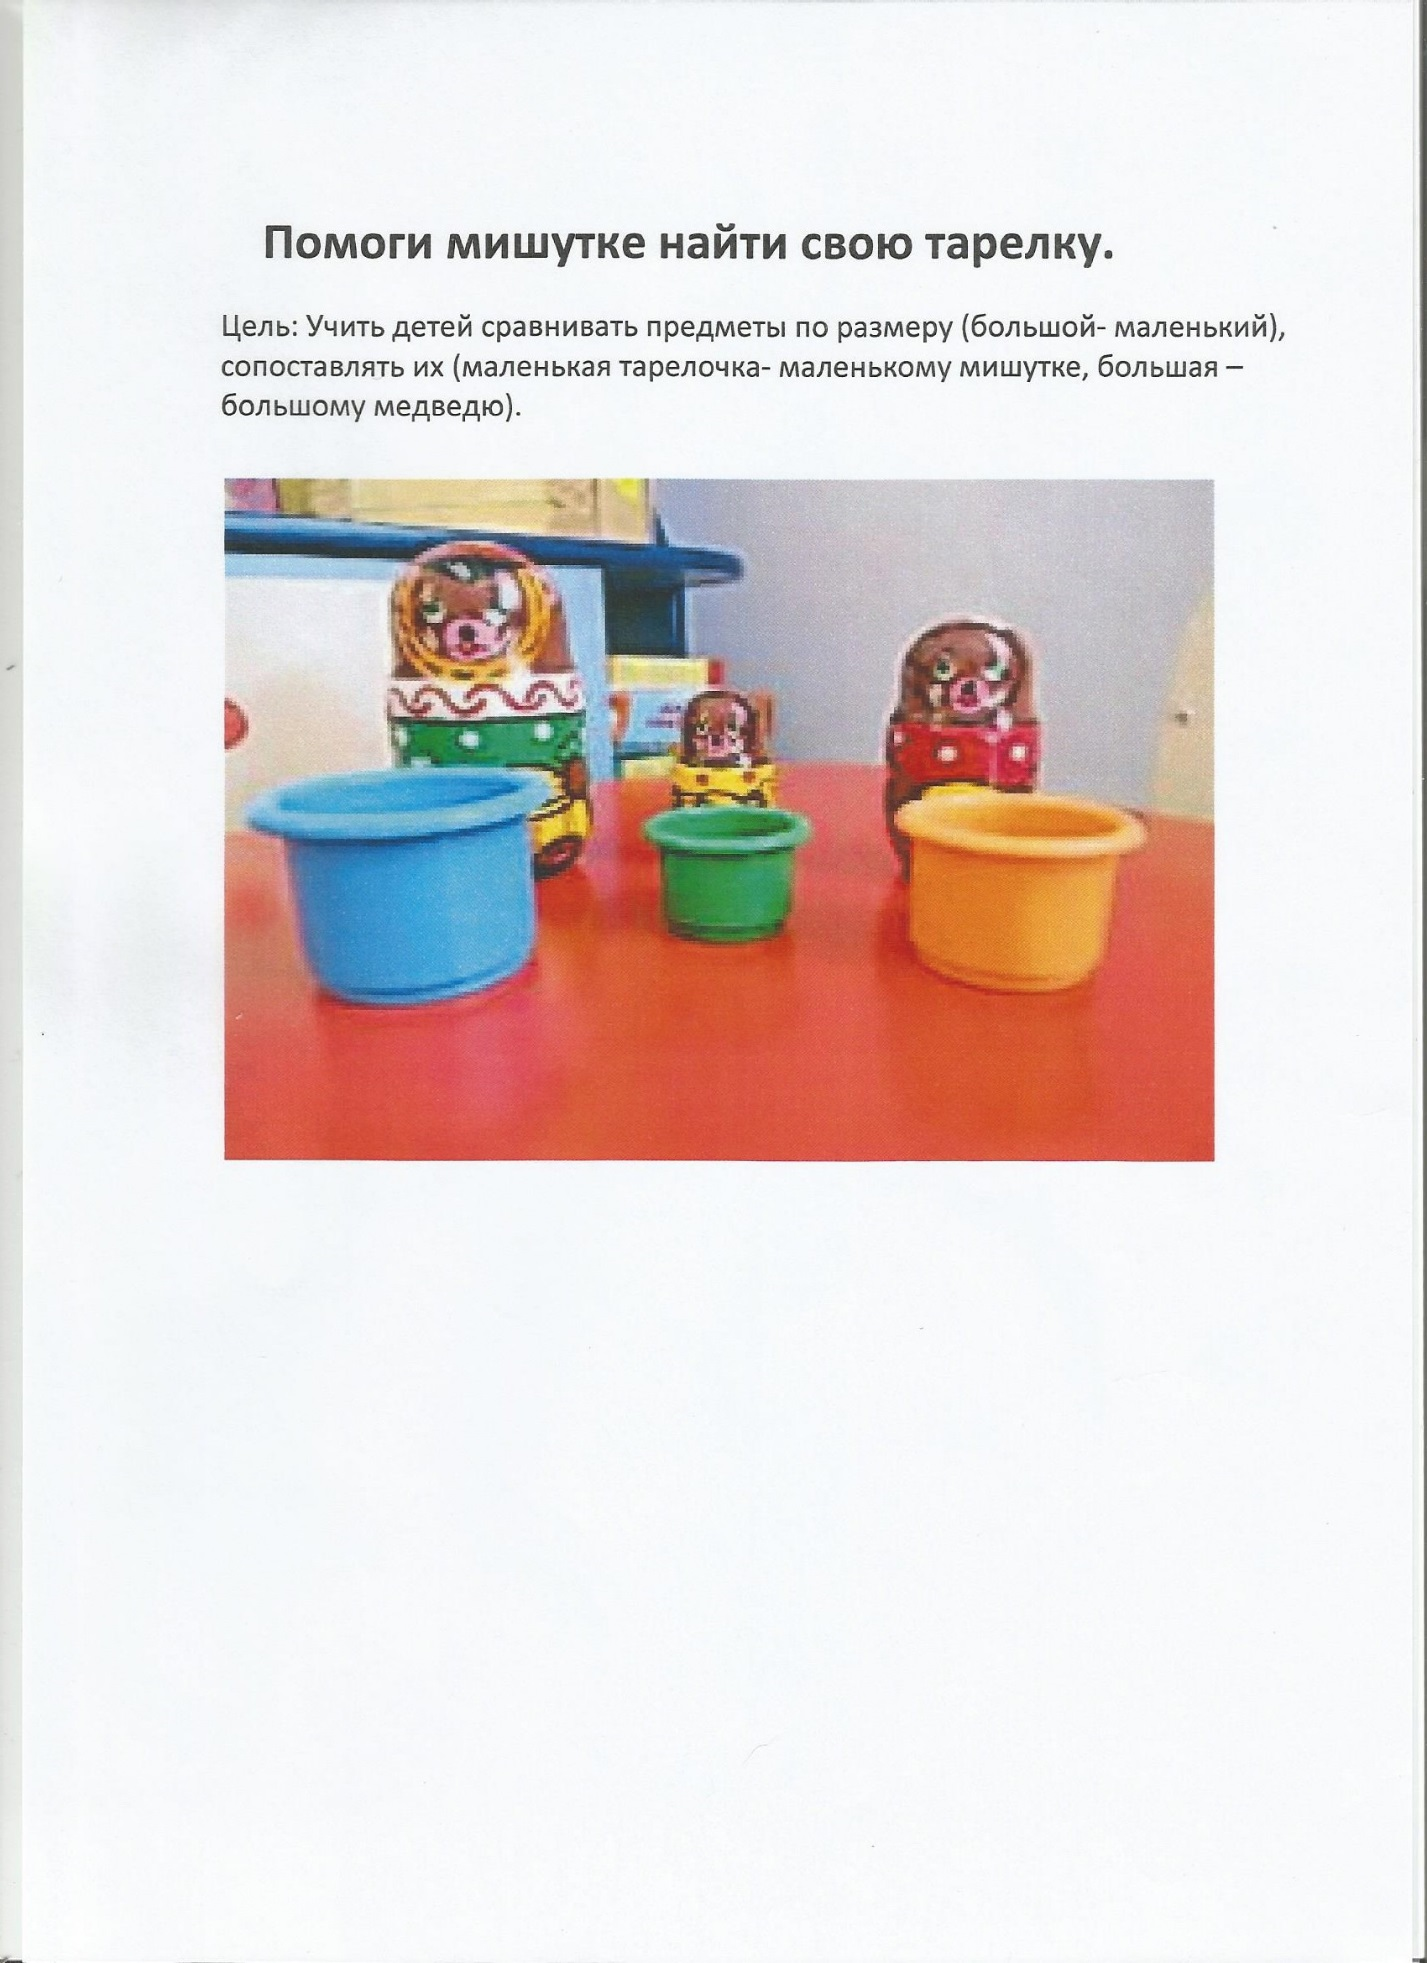 Помоги мишутке найти свою тарелку.
Цель: Учить детей сравнивать предметы по размеру (большой- маленький),
сопоставлять их (маленькая тарелочка- маленькому мишутке, большая –
большому медведю).